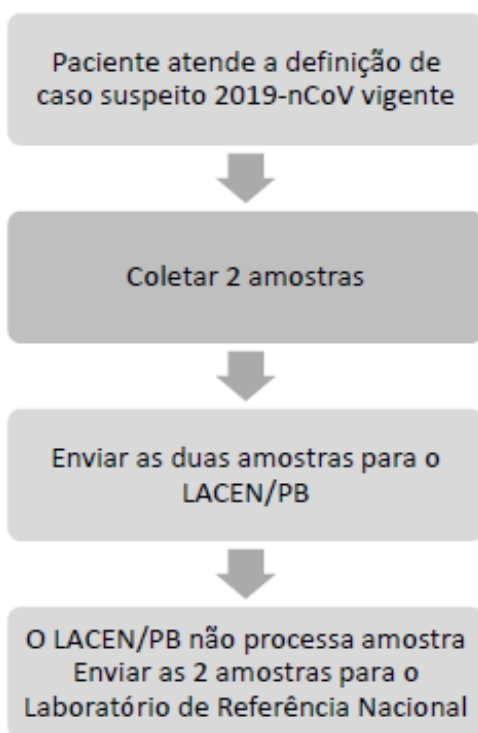 Paciente atende a definição de
caso suspeito 2019-nCoV vigente
Coletar 2 amostras
Enviar as duas amostras para o
LACEN/PB
O LACEN/PB não processa amostra
Enviar as 2 amostras para o
Laboratório de Referência Nacional